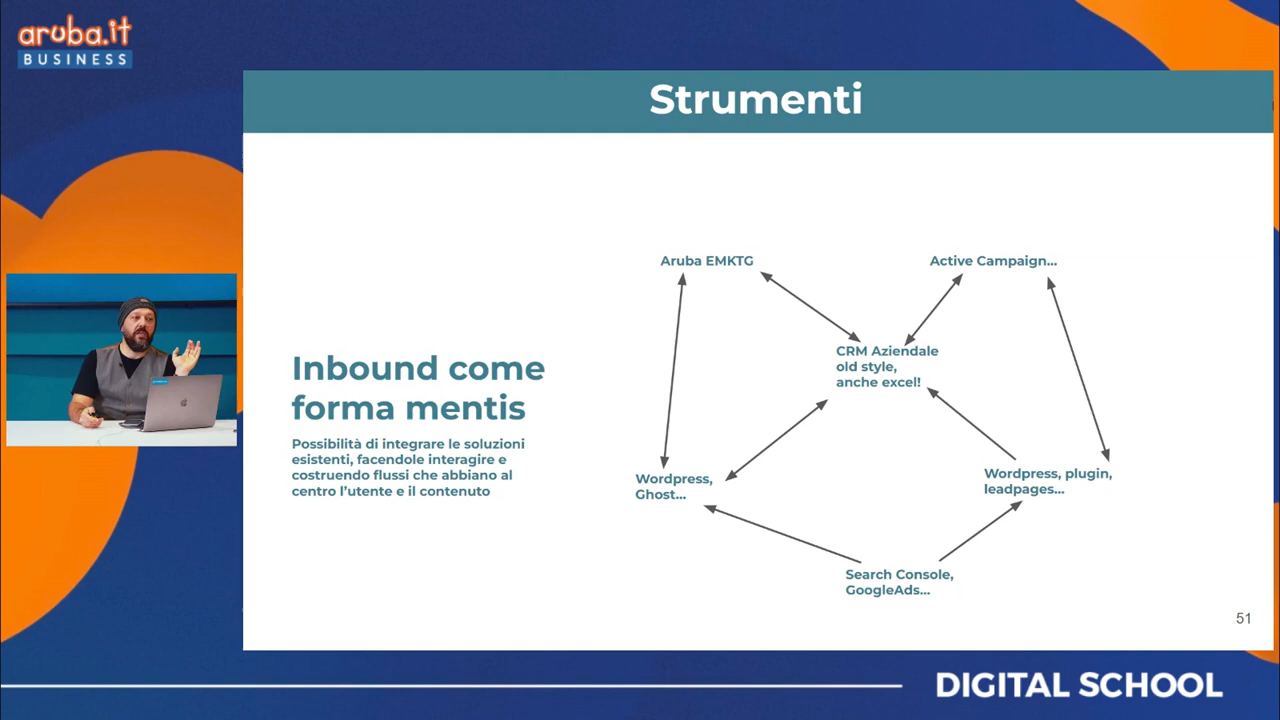 aruba.it
BUSINESS
Strumenti
Inbound come
forma mentis
Possibilità di integrare le soluzioni
esistenti, facendole interagire e
costruendo flussi che abbiano al
centro l'utente e il contenuto
Aruba EMKTG
Active Campaign...
CRM Aziendale
old style,
anche excel!
Wordpress,
Ghost...
Wordpress, plugin,
leadpages...
Search Console,
GoogleAds...
51
DIGITAL SCHOOL